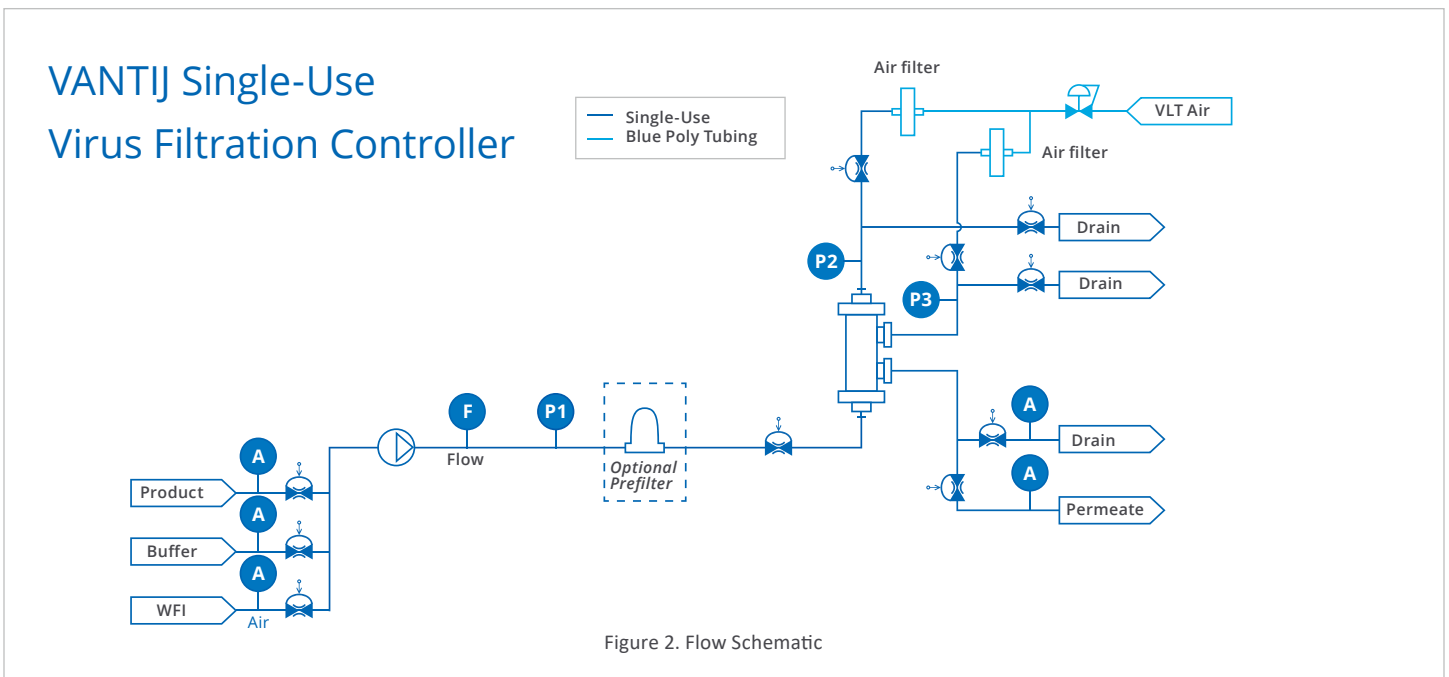 VANTIJ Single-Use
Virus Filtration Controller
Single-Use
Blue Poly Tubing
Air filter
VLT Air
Air filter
Drain
P2
Drain
P3
A
Drain
A
Permeate
F
Flow
P1
Optional
Prefilter
A
Product
A
Buffer
A
WFI
Air
Figure 2. Flow Schematic